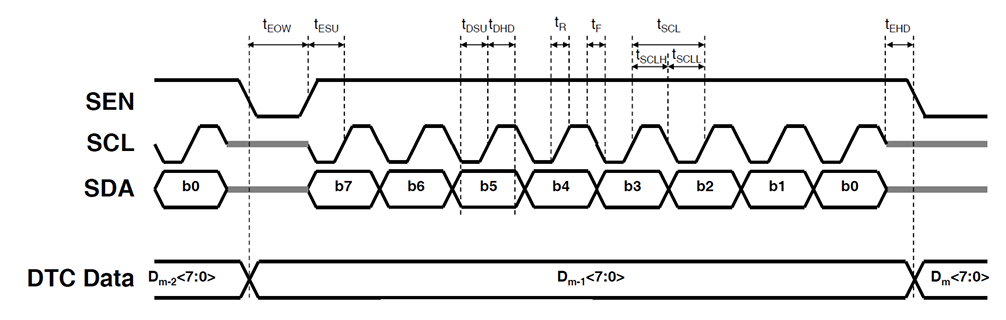 tEOW tESU tDSU tDHD tR tF tSCL tEHD
tSCLH tSCLL
SEN
SCL
SDA b0 b7 b6 b5 b4 b3 b2 b1 b0
DTC Data Dm-2<7:0> Dm-1<7:0> Dm<7:0>